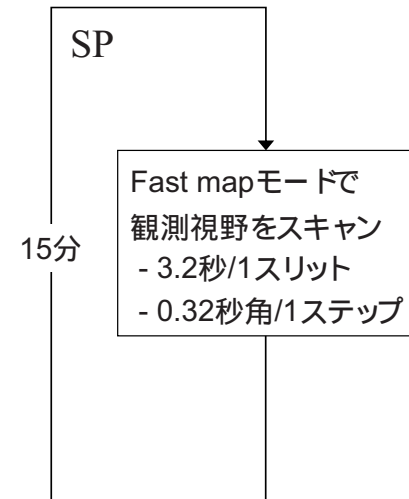 SP
Fast mapモードで
観測視野をスキャン
- 3.2秒/1スリット
- 0.32秒角/1ステップ
15分